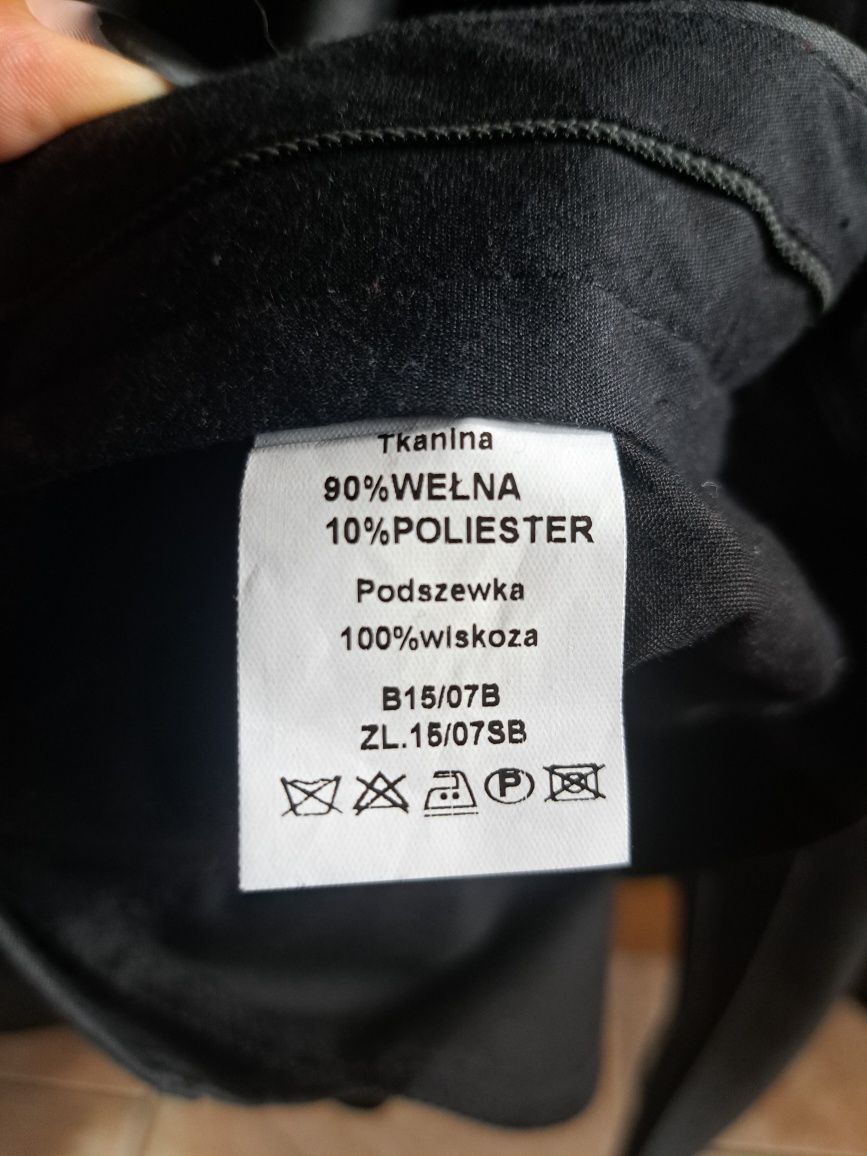 Tkanina
90%WEŁNA
10%POLIESTER
Podszewka
100%wiskoza
B15/07B
ZL.15/07SB
P